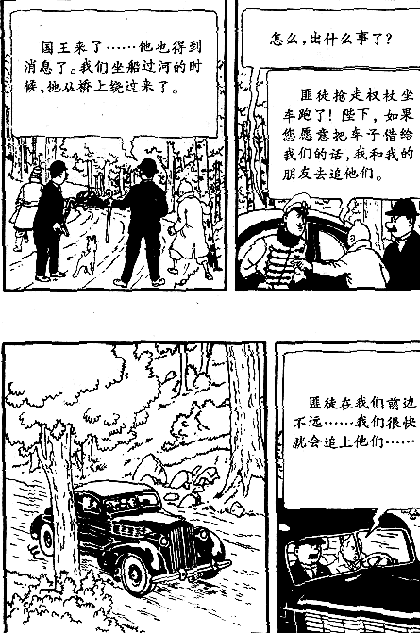 国王来了……他也得到
消息了。我们坐船过河的时
候，他从桥上绕过来了。
怎么，出什么事了？
匪徒抢走权杖坐
车跑了！陛下，如果
您愿意把车子借给
我们的话，我和我的
朋友去追他们。
匪徒在我们前边
不远……我们很快
就会追上他们……